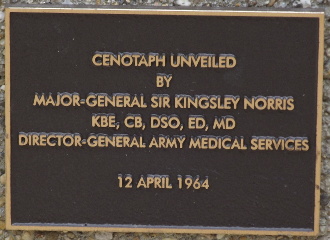 CENOTAPH UNVEILED
BY
MAJOR-GENERAL SIR KINGSLEY NORRIS
KBE, CB, DSO, ED, MD
DIRECTOR-GENERAL ARMY MEDICAL SERVICES
12 APRIL 1964